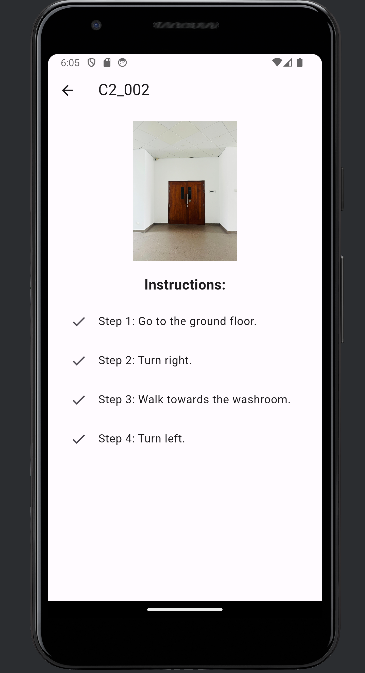 6:05
C2_002
Instructions:
Step 1: Go to the ground floor.
Step 2: Turn right.
Step 3: Walk towards the washroom.
Step 4: Turn left.